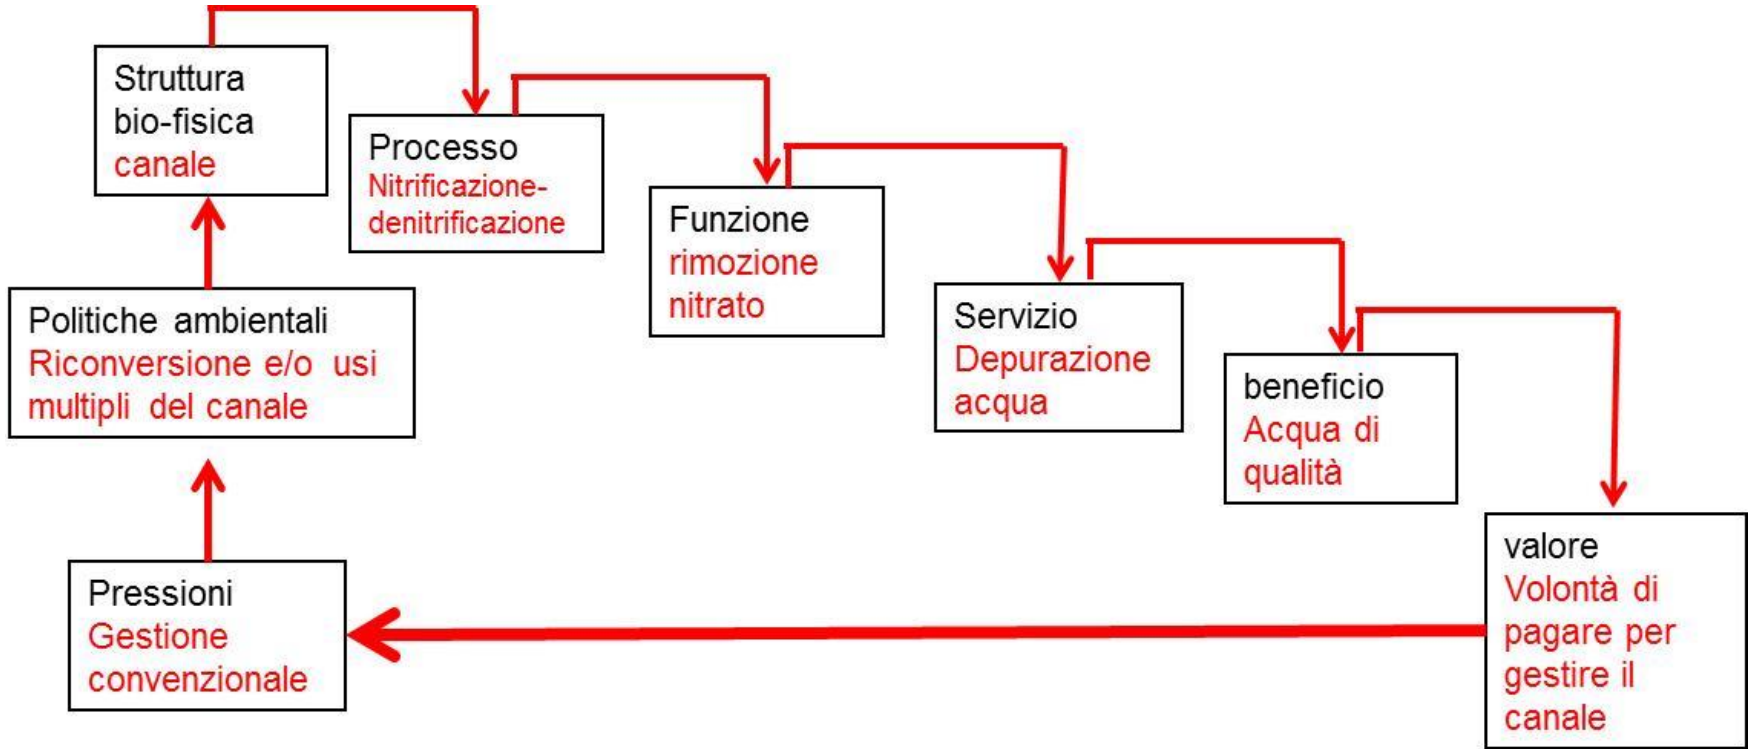 Struttura
bio-fisica
canale
Processo
Nitrificazione-
denitrificazione
Funzione
rimozione
nitrato
Servizio
Depurazione
acqua
beneficio
Acqua di
qualità
valore
Volontà di
pagare per
gestire il
canale
Pressioni
Gestione
convenzionale
Politiche ambientali
Riconversione e/o usi
multipli del canale